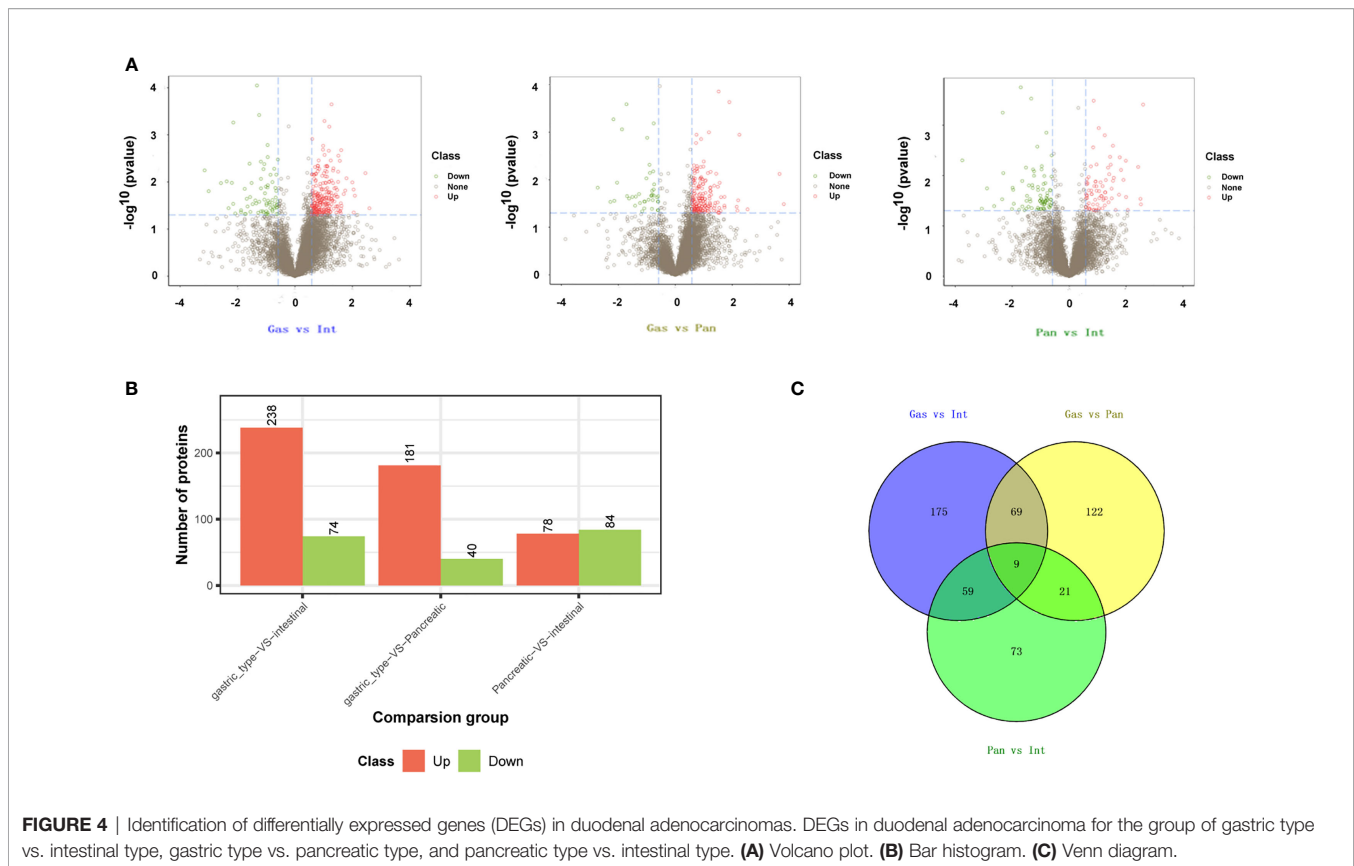 A
4
3
2
1
0
-log10 (pvalue)
-4
-2
0
2
4
Gas vs Int
Class
Down
None
Up
4
3
2
1
0
-log10 (pvalue)
-4
-2
0
2
4
Gas vs Pan
Class
Down
None
Up
4
3
2
1
0
-log10 (pvalue)
-4
-2
0
2
4
Pan vs Int
Class
Down
None
Up
B
Number of proteins
200
100
0
238
74
181
40
78
84
gastric_type-VS-intestinal
gastric_type-VS-Pancreatic
Pancreatic-VS-intestinal
Comparsion group
Class Up Down
C
Gas vs Int
Gas vs Pan
175
69
122
9
59
21
73
Pan vs Int
FIGURE 4 | Identification of differentially expressed genes (DEGs) in duodenal adenocarcinomas. DEGs in duodenal adenocarcinoma for the group of gastric type
vs. intestinal type, gastric type vs. pancreatic type, and pancreatic type vs. intestinal type. (A) Volcano plot. (B) Bar histogram. (C) Venn diagram.